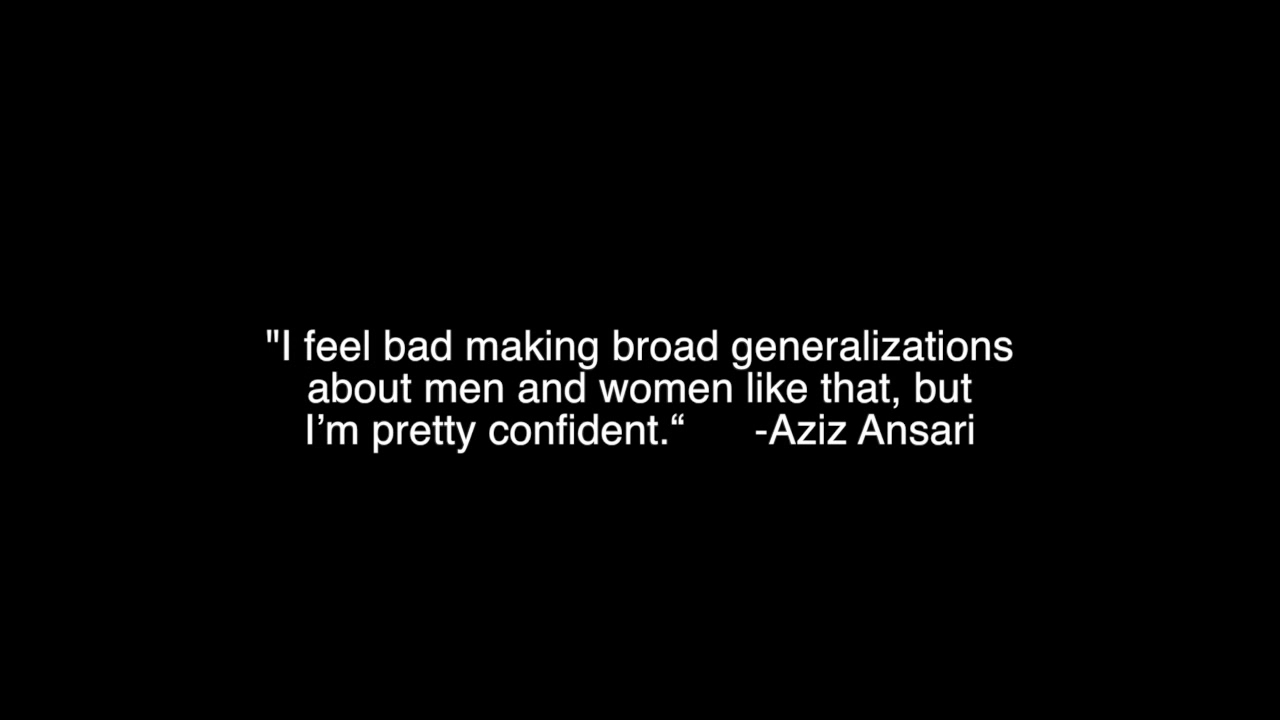 "I feel bad making broad generalizations
about men and women like that, but
I’m pretty confident.“ -Aziz Ansari